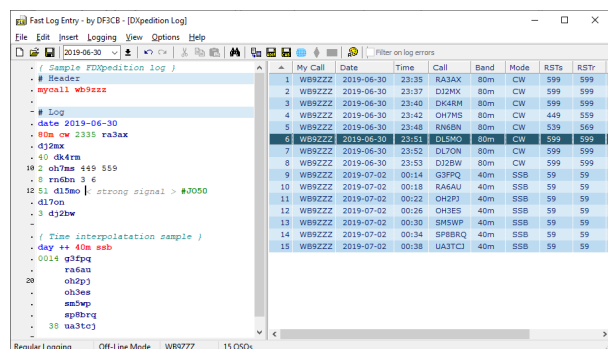 Fast Log Entry - by DF3CB - [DXpedition Log]
File Edit Insert Logging View Options Help
2019-06-30
Filter on log errors
{ Sample FDXpedition log }
# Header
mycall wb9zzz
# Log
date 2019-06-30
80m cw 2335 ra3ax
dj2mx
40 dk4rm
10 2 oh7ms 449 559
8 rn6bn 3 6
12 51 dl5mo < strong signal > #JO50
dl7on
3 dj2bw
{ Time interpolatation sample }
day ++ 40m ssb
0014 g3fpq
ra6au
20 oh2pj
oh3es
sm5wp
sp8brq
38 ua3tcj
My Call Date Time Call Band Mode RSTs RSTr
1 WB9ZZZ 2019-06-30 23:35 RA3AX 80m CW 599 599
2 WB9ZZZ 2019-06-30 23:37 DJ2MX 80m CW 599 599
3 WB9ZZZ 2019-06-30 23:40 DK4RM 80m CW 599 599
4 WB9ZZZ 2019-06-30 23:42 OH7MS 80m CW 449 559
5 WB9ZZZ 2019-06-30 23:48 RN6BN 80m CW 539 569
6 WB9ZZZ 2019-06-30 23:51 DL5MO 80m CW 599 599
7 WB9ZZZ 2019-06-30 23:52 DL7ON 80m CW 599 599
8 WB9ZZZ 2019-06-30 23:53 DJ2BW 80m CW 599 599
9 WB9ZZZ 2019-07-02 00:14 G3FPQ 40m SSB 59 59
10 WB9ZZZ 2019-07-02 00:18 RA6AU 40m SSB 59 59
11 WB9ZZZ 2019-07-02 00:22 OH2PJ 40m SSB 59 59
12 WB9ZZZ 2019-07-02 00:26 OH3ES 40m SSB 59 59
13 WB9ZZZ 2019-07-02 00:30 SM5WP 40m SSB 59 59
14 WB9ZZZ 2019-07-02 00:34 SP8BRQ 40m SSB 59 59
15 WB9ZZZ 2019-07-02 00:38 UA3TCJ 40m SSB 59 59
Regular Logging Off-Line Mode WB9ZZZ 15 QSOs